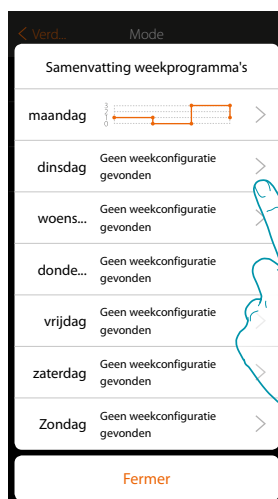 Verd... Mode
Samenvatting weekprogramma's
maandag
3
2
1
0
dinsdag
Geen weekconfiguratie
gevonden
woens...
Geen weekconfiguratie
gevonden
donde...
Geen weekconfiguratie
gevonden
vrijdag
Geen weekconfiguratie
gevonden
zaterdag
Geen weekconfiguratie
gevonden
Zondag
Geen weekconfiguratie
gevonden
Fermer